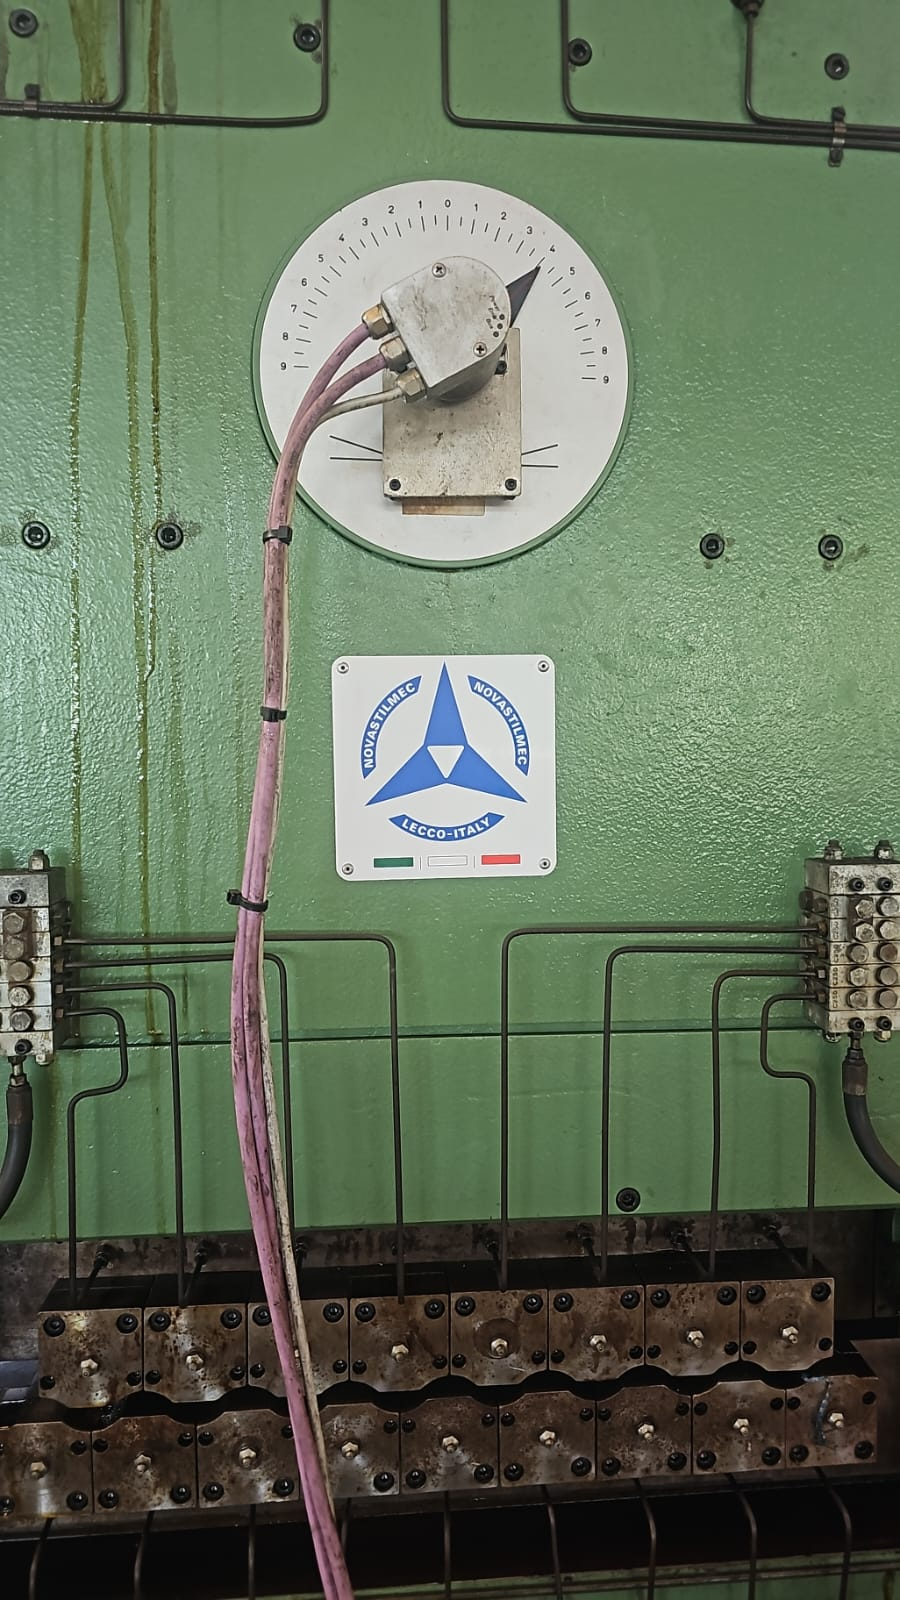 9 8 7 6 5 4 3 2 1 0 1 2 3 4 5 6 7 8 9
NOVASTILMEC
NOVASTILMEC
LECCO-ITALY